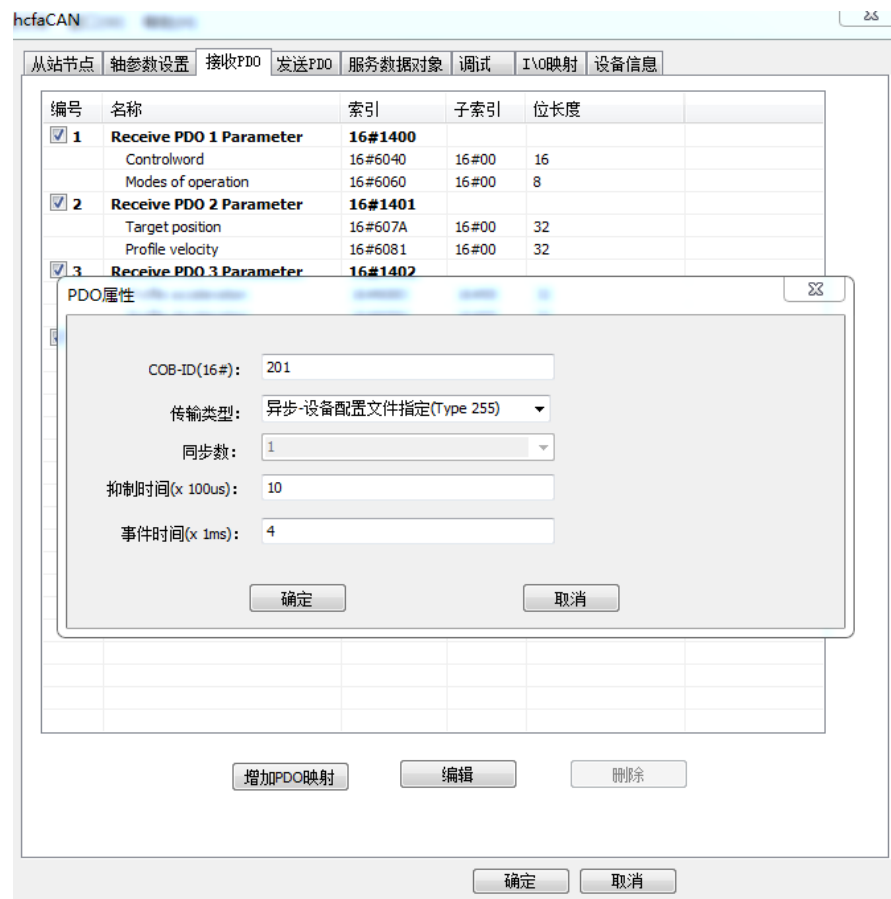 hcfaCAN
从站节点 轴参数设置 接收PDO 发送PDO 服务数据对象 调试 I\O映射 设备信息
编号 名称 索引 子索引 位长度
1 Receive PDO 1 Parameter 16#1400
Controlword 16#6040 16#00 16
Modes of operation 16#6060 16#00 8
2 Receive PDO 2 Parameter 16#1401
Target position 16#607A 16#00 32
Profile velocity 16#6081 16#00 32
3 Receive PDO 3 Parameter 16#1402
PDO属性
COB-ID(16#): 201
传输类型: 异步-设备配置文件指定(Type 255)
同步数: 1
抑制时间(x 100us): 10
事件时间(x 1ms): 4
确定 取消
增加PDO映射 编辑 删除
确定 取消